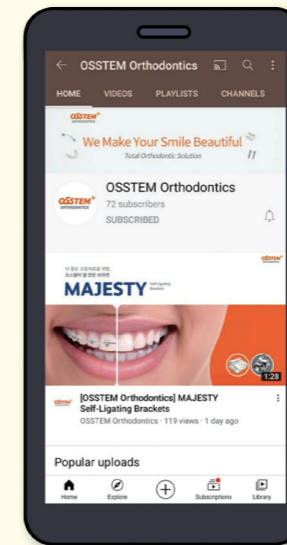 OSSTEM Orthodontics
HOME VIDEOS PLAYLISTS CHANNELS
OSSTEM
ORTHODONTICS
We Make Your Smile Beautiful
Total Orthodontic Solution
OSSTEM
ORTHODONTICS
OSSTEM Orthodontics
72 subscribers
SUBSCRIBED
MAJESTY Self-Ligating
Brackets
1:28
OSSTEM
[OSSTEM Orthodontics] MAJESTY
Self-Ligating Brackets
OSSTEM Orthodontics · 119 views · 1 day ago
Popular uploads
Home Explore Subscriptions Library